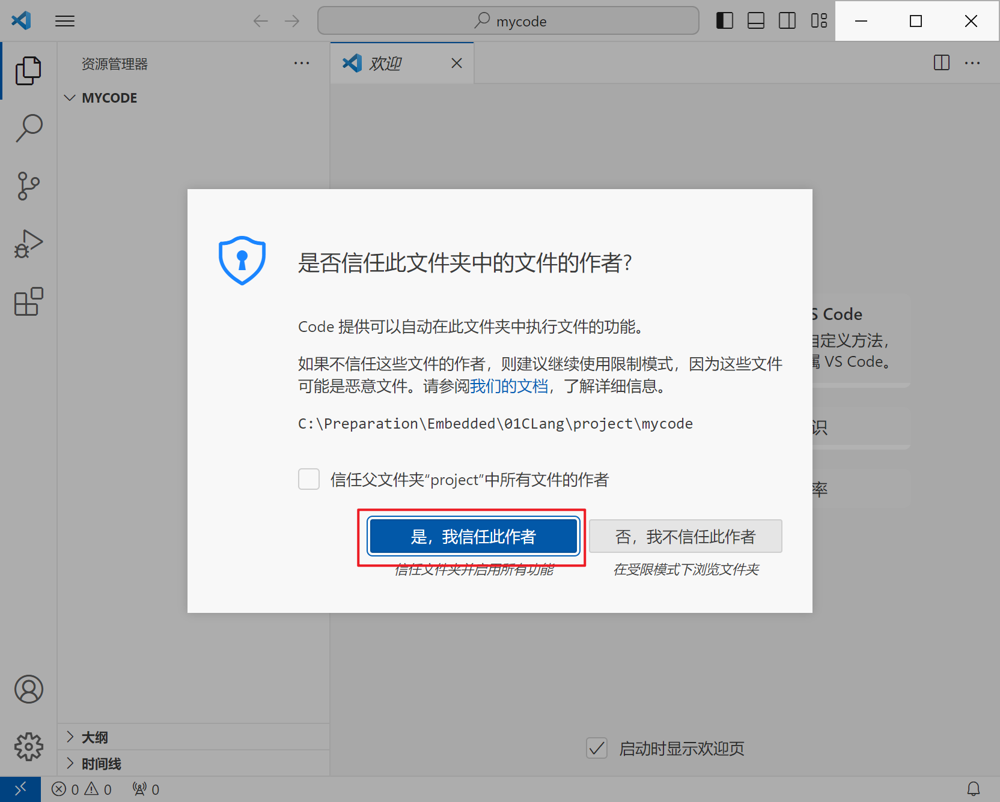 mycode
资源管理器
欢迎
MYCODE
是否信任此文件夹中的文件的作者?
Code 提供可以自动在此文件夹中执行文件的功能。
如果不信任这些文件的作者，则建议继续使用限制模式，因为这些文件
可能是恶意文件。请参阅我们的文档，了解详细信息。
C:\Preparation\Embedded\01CLang\project\mycode
信任父文件夹“project”中所有文件的作者
是，我信任此作者
否，我不信任此作者
信任文件夹并启用所有功能
在受限模式下浏览文件夹
Code
自定义方法，
属 VS Code。
识
率
大纲
启动时显示欢迎页
时间线
0 0 0